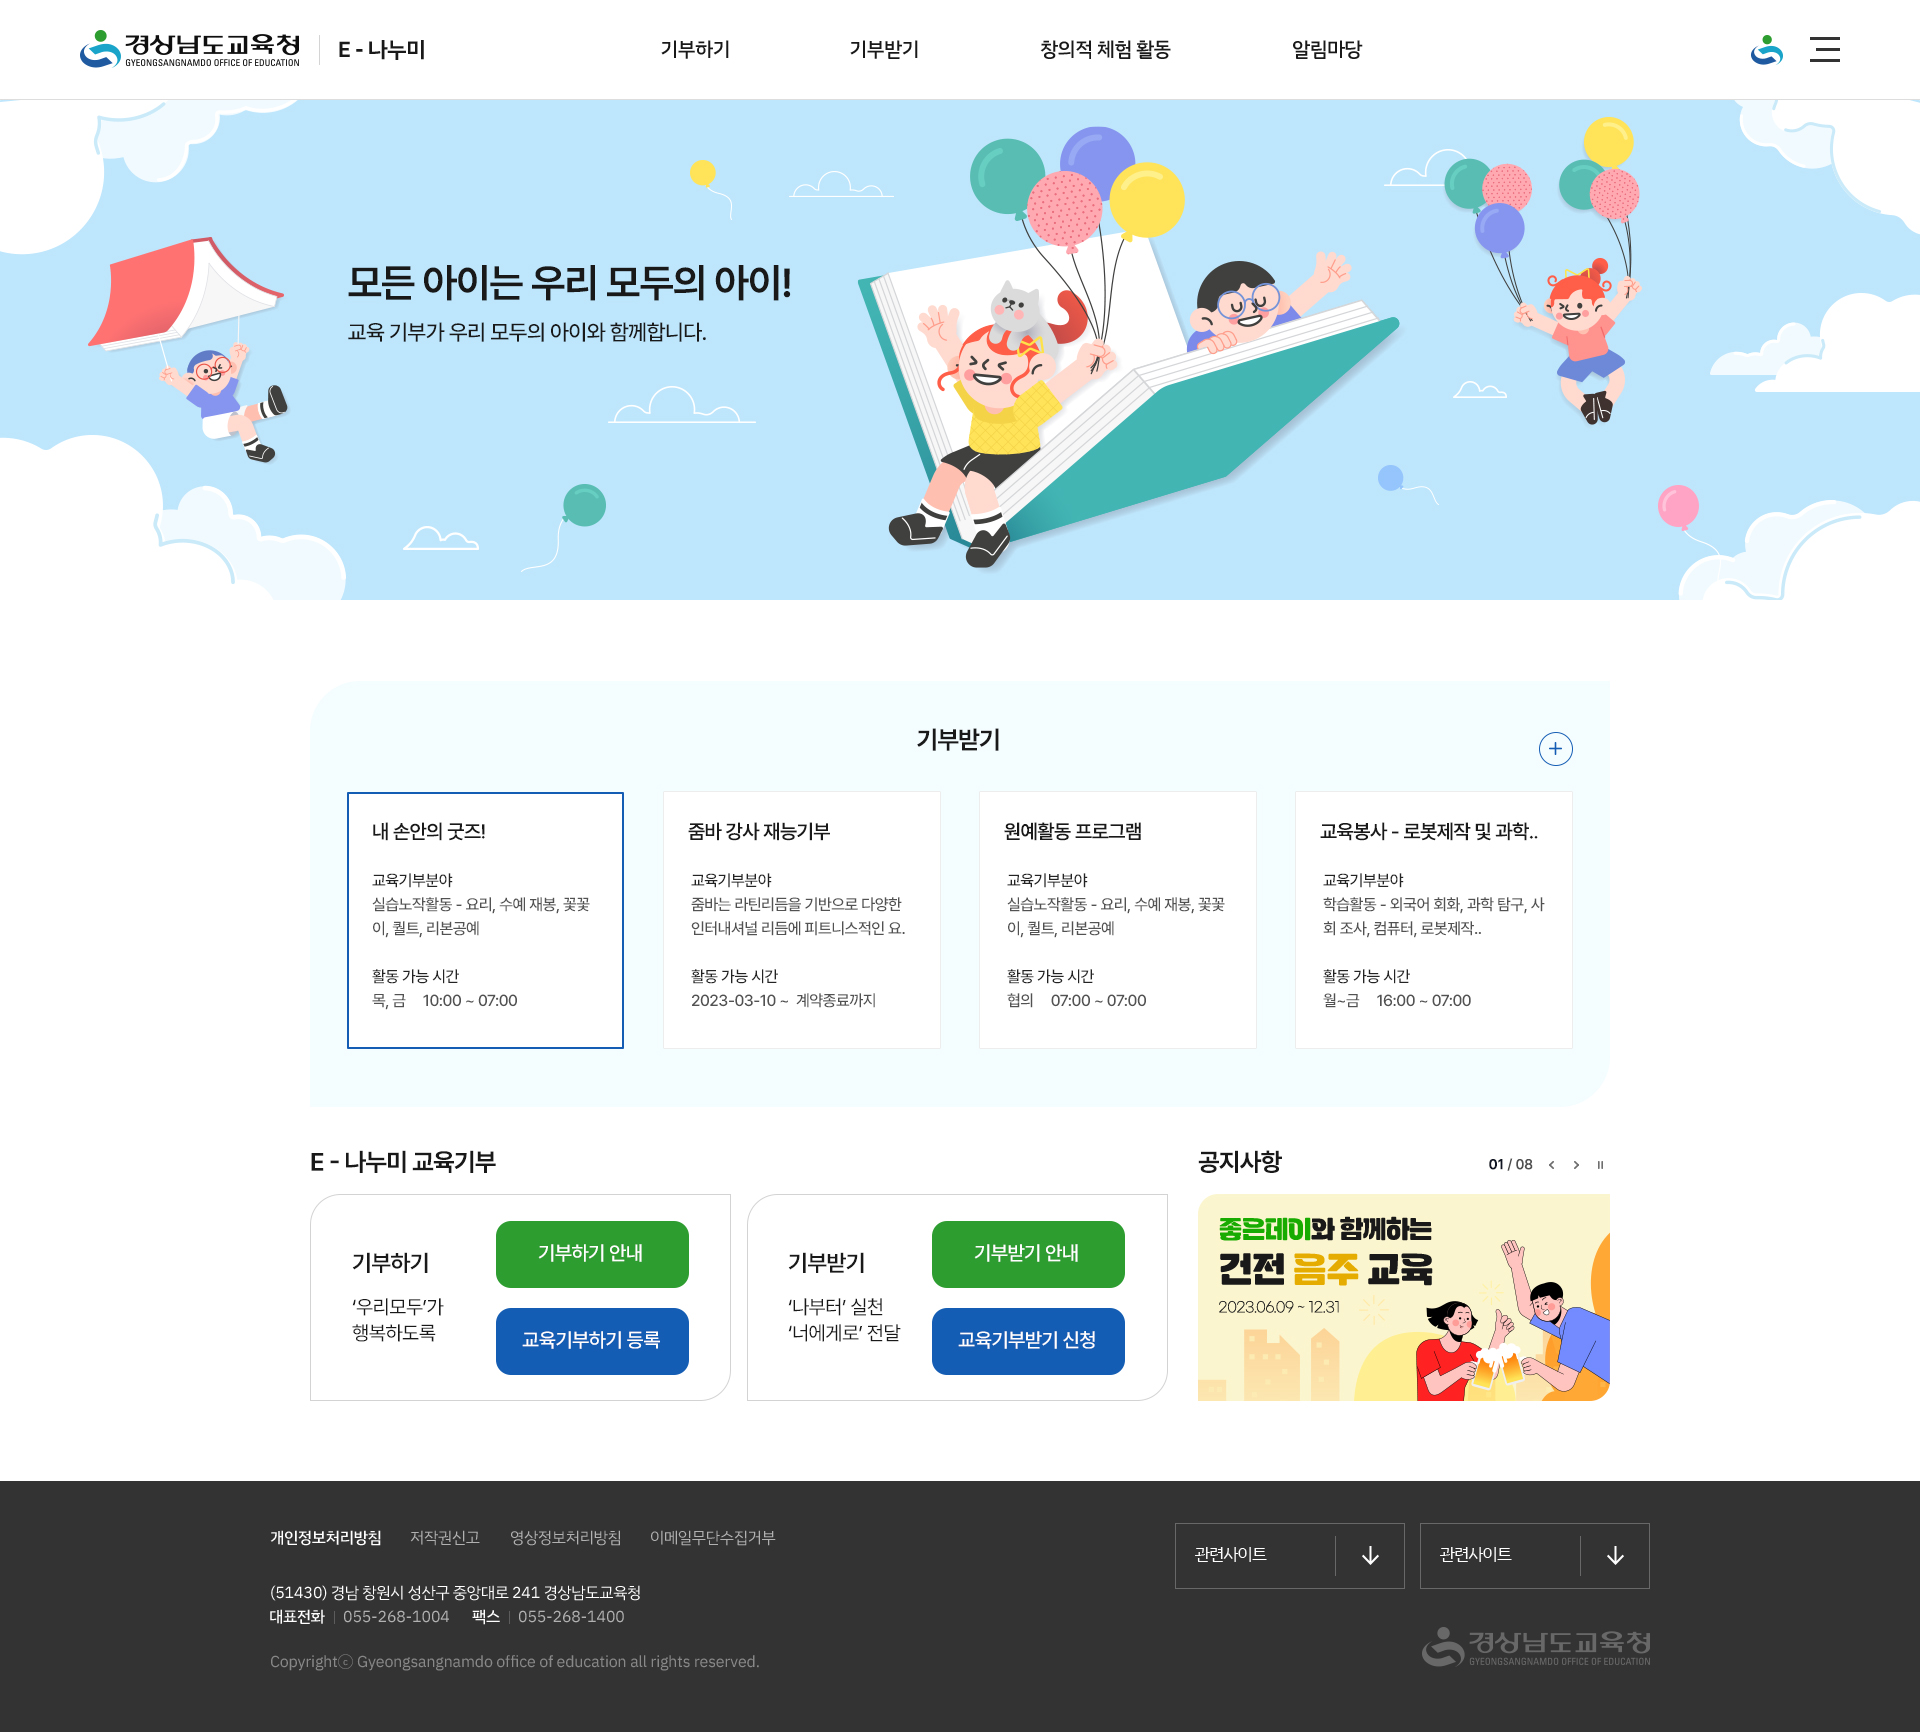 경상남도교육청
GYEONGSANGNAMDO OFFICE OF EDUCATION
E - 나누미
기부하기
기부받기
창의적 체험 활동
알림마당
모든 아이는 우리 모두의 아이!
교육 기부가 우리 모두의 아이와 함께합니다.
기부받기
내 손안의 굿즈!
교육기부분야
실습노작활동 - 요리, 수예 재봉, 꽃꽂
이, 퀼트, 리본공예
활동 가능 시간
목, 금 10:00 ~ 07:00
줌바 강사 재능기부
교육기부분야
줌바는 라틴리듬을 기반으로 다양한
인터내셔널 리듬에 피트니스적인 요.
활동 가능 시간
2023-03-10 ~ 계약종료까지
원예활동 프로그램
교육기부분야
실습노작활동 - 요리, 수예 재봉, 꽃꽂
이, 퀼트, 리본공예
활동 가능 시간
협의 07:00 ~ 07:00
교육봉사 - 로봇제작 및 과학..
교육기부분야
학습활동 - 외국어 회화, 과학 탐구, 사
회 조사, 컴퓨터, 로봇제작..
활동 가능 시간
월~금 16:00 ~ 07:00
E - 나누미 교육기부
기부하기
‘우리모두’가
행복하도록
기부하기 안내
교육기부하기 등록
기부받기
‘나부터’ 실천
‘너에게로’ 전달
기부받기 안내
교육기부받기 신청
공지사항
01 / 08
좋은데이와 함께하는
건전 음주 교육
2023.06.09 ~ 12.31
개인정보처리방침
저작권신고
영상정보처리방침
이메일무단수집거부
(51430) 경남 창원시 성산구 중앙대로 241 경상남도교육청
대표전화 055-268-1004 팩스 055-268-1400
Copyrightⓒ Gyeongsangnamdo office of education all rights reserved.
관련사이트
관련사이트
경상남도교육청
GYEONGSANGNAMDO OFFICE OF EDUCATION